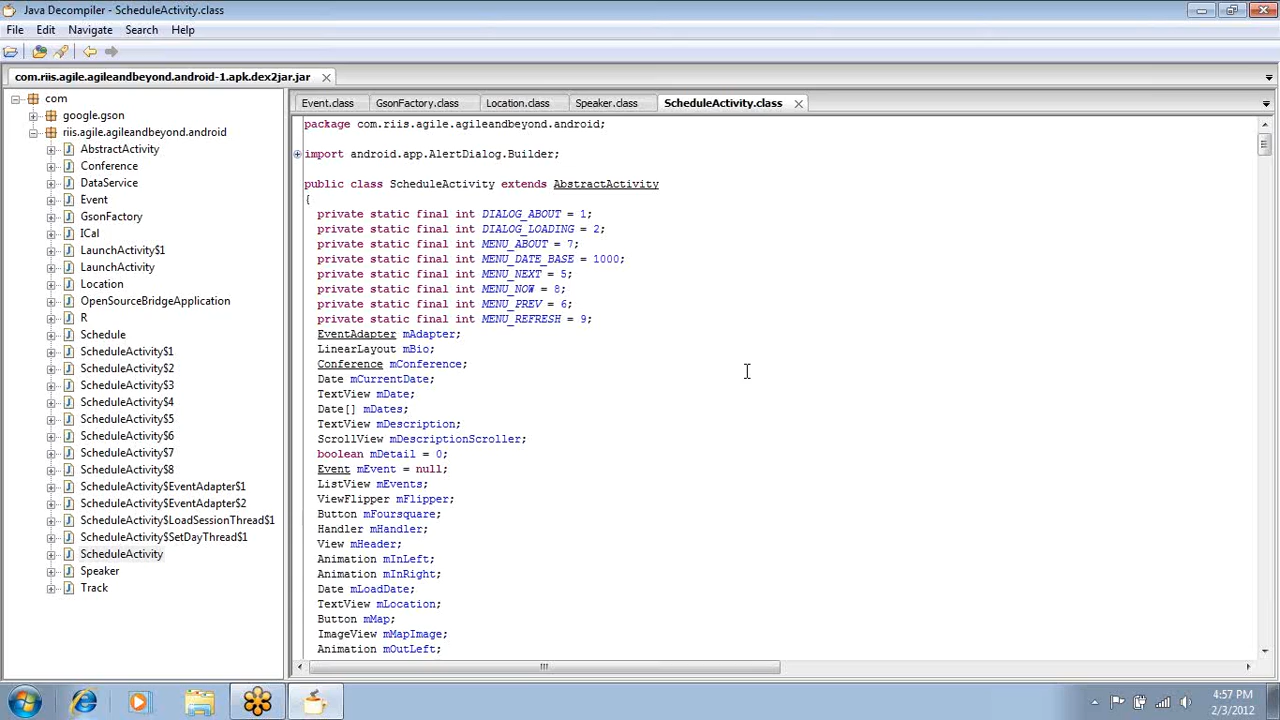 Java Decompiler - ScheduleActivity.class
File Edit Navigate Search Help
com.riis.agile.agileandbeyond.android-1.apk.dex2jar.jar
com
google.gson
riis.agile.agileandbeyond.android
AbstractActivity
Conference
DataService
Event
GsonFactory
ICal
LaunchActivity$1
LaunchActivity
Location
OpenSourceBridgeApplication
R
Schedule
ScheduleActivity$1
ScheduleActivity$2
ScheduleActivity$3
ScheduleActivity$4
ScheduleActivity$5
ScheduleActivity$6
ScheduleActivity$7
ScheduleActivity$8
ScheduleActivity$EventAdapter$1
ScheduleActivity$EventAdapter$2
ScheduleActivity$LoadSessionThread$1
ScheduleActivity$SetDayThread$1
ScheduleActivity
Speaker
Track
Event.class GsonFactory.class Location.class Speaker.class ScheduleActivity.class
package com.riis.agile.agileandbeyond.android;
import android.app.AlertDialog.Builder;
public class ScheduleActivity extends AbstractActivity
{
private static final int DIALOG_ABOUT = 1;
private static final int DIALOG_LOADING = 2;
private static final int MENU_ABOUT = 7;
private static final int MENU_DATE_BASE = 1000;
private static final int MENU_NEXT = 5;
private static final int MENU_NOW = 8;
private static final int MENU_PREV = 6;
private static final int MENU_REFRESH = 9;
EventAdapter mAdapter;
LinearLayout mBio;
Conference mConference;
Date mCurrentDate;
TextView mDate;
Date[] mDates;
TextView mDescription;
ScrollView mDescriptionScroller;
boolean mDetail = 0;
Event mEvent = null;
ListView mEvents;
ViewFlipper mFlipper;
Button mFoursquare;
Handler mHandler;
View mHeader;
Animation mInLeft;
Animation mInRight;
Date mLoadDate;
TextView mLocation;
Button mMap;
ImageView mMapImage;
Animation mOutLeft;
4:57 PM
2/3/2012